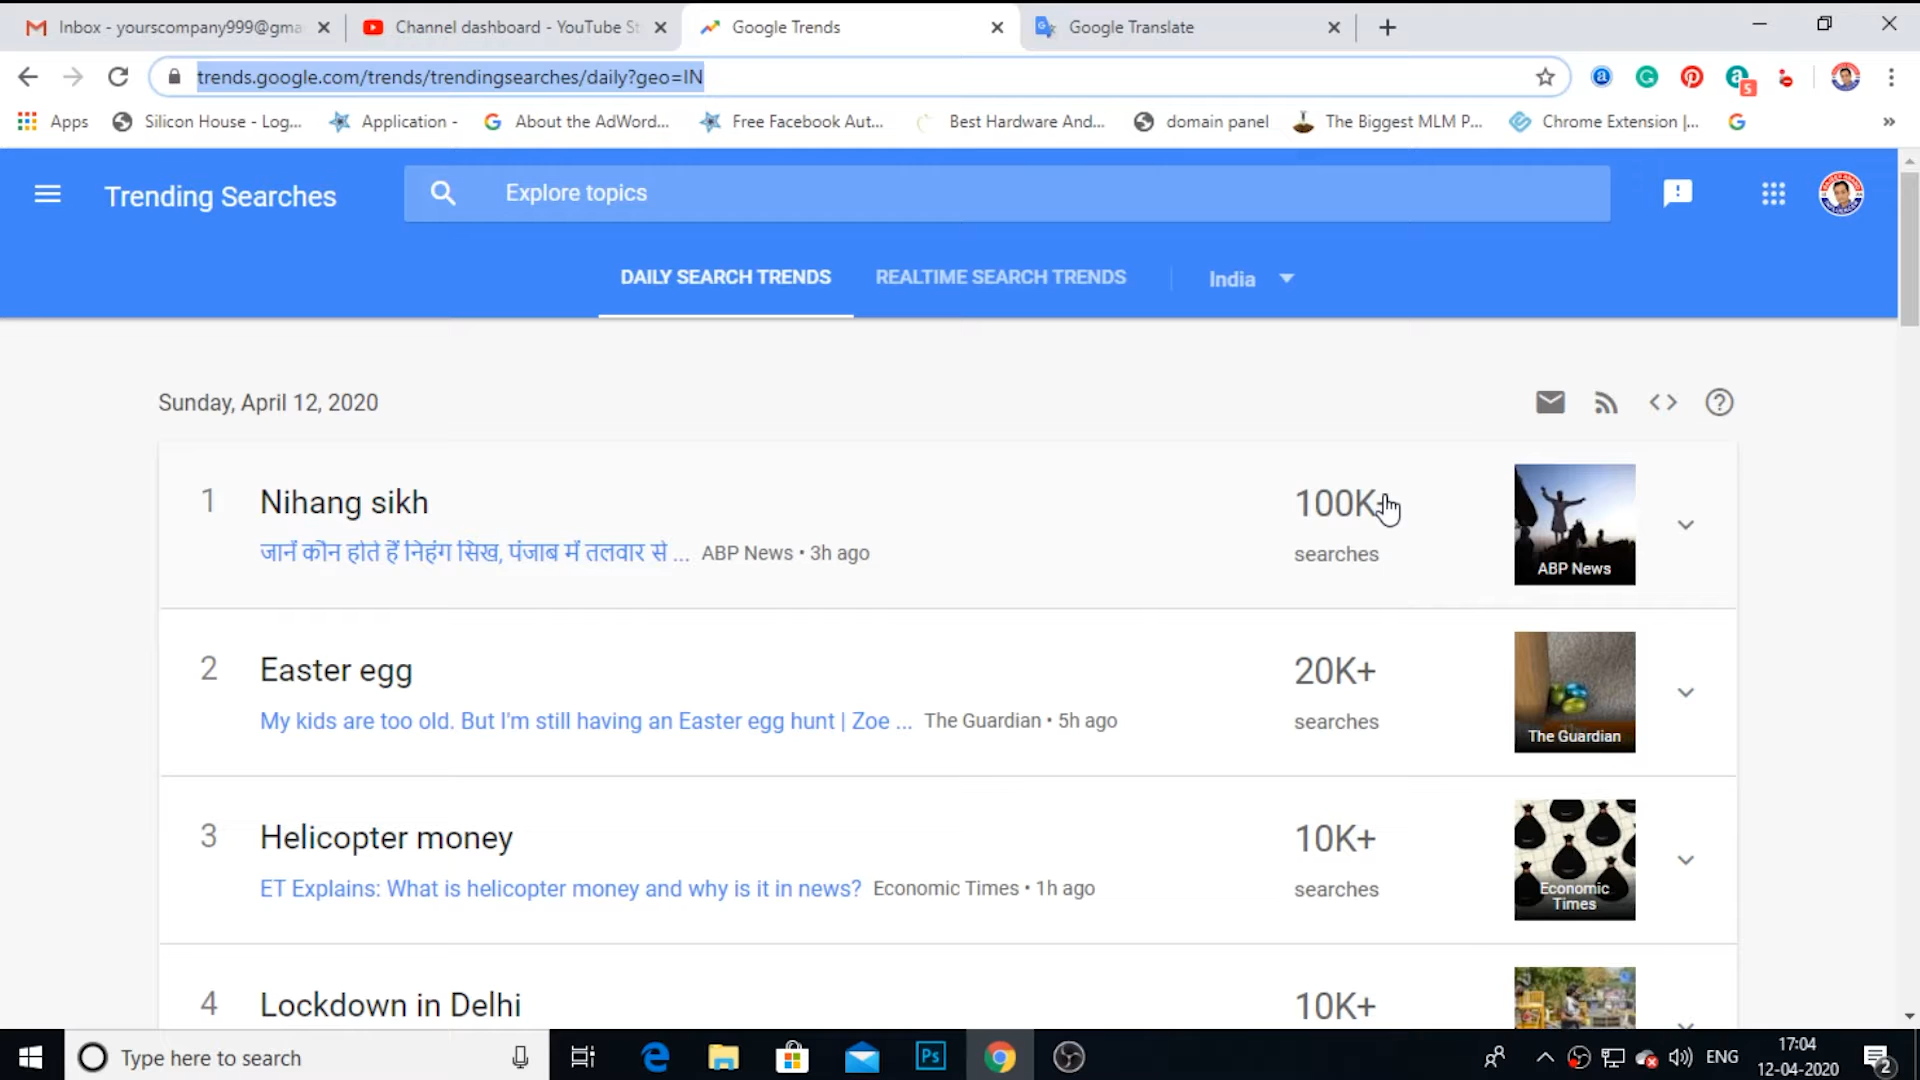 Inbox - yourscompany999@gma
Channel dashboard - YouTube St
Google Trends
Google Translate
trends.google.com/trends/trendingsearches/daily?geo=IN
5
Apps
Silicon House - Log...
Application -
About the AdWord...
Free Facebook Aut...
Best Hardware And...
domain panel
The Biggest MLM P...
Chrome Extension |...
Trending Searches
Explore topics
DAILY SEARCH TRENDS
REALTIME SEARCH TRENDS
India
Sunday, April 12, 2020
1
Nihang sikh
100K+
जानें कौन होते हैं निहंग सिख, पंजाब में तलवार से ... ABP News • 3h ago
searches
ABP News
2
Easter egg
20K+
My kids are too old. But I'm still having an Easter egg hunt | Zoe ... The Guardian • 5h ago
searches
The Guardian
3
Helicopter money
10K+
ET Explains: What is helicopter money and why is it in news? Economic Times • 1h ago
searches
Economic
Times
4
Lockdown in Delhi
10K+
Type here to search
Ps
ENG
17:04
12-04-2020
2